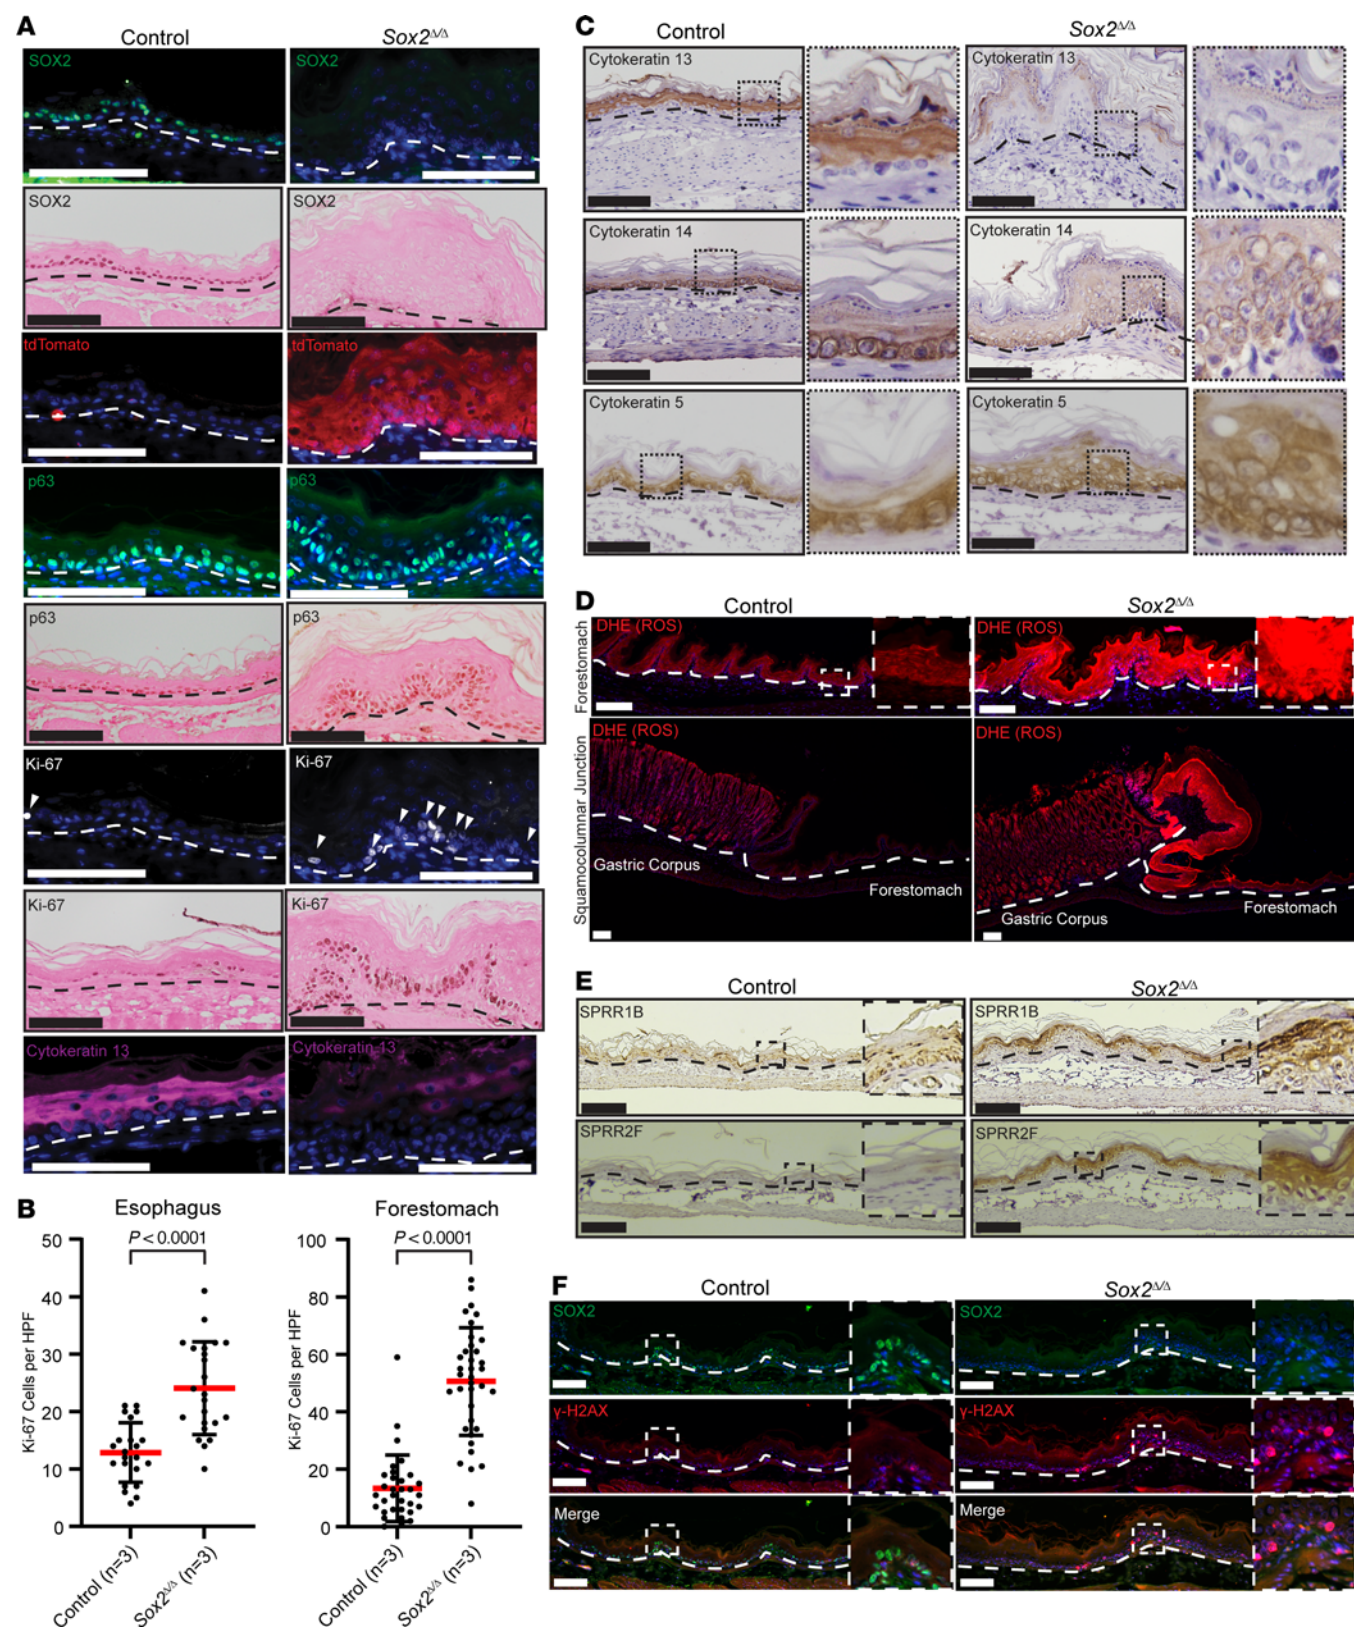 A
Control
Sox2Δ/Δ
SOX2
SOX2
SOX2
SOX2
tdTomato
tdTomato
p63
p63
p63
p63
Ki-67
Ki-67
Ki-67
Ki-67
Cytokeratin 13
Cytokeratin 13
B
Esophagus
P < 0.0001
Ki-67 Cells per HPF
50
40
30
20
10
0
Control (n=3)
Sox2Δ/Δ (n=3)
Forestomach
P < 0.0001
Ki-67 Cells per HPF
100
80
60
40
20
0
Control (n=3)
Sox2Δ/Δ (n=3)
C
Control
Sox2Δ/Δ
Cytokeratin 13
Cytokeratin 13
Cytokeratin 14
Cytokeratin 14
Cytokeratin 5
Cytokeratin 5
D
Control
Sox2Δ/Δ
Forestomach
DHE (ROS)
DHE (ROS)
Squamocolumnar Junction
DHE (ROS)
DHE (ROS)
Gastric Corpus
Forestomach
Gastric Corpus
Forestomach
E
Control
Sox2Δ/Δ
SPRR1B
SPRR1B
SPRR2F
SPRR2F
F
Control
Sox2Δ/Δ
SOX2
SOX2
γ-H2AX
γ-H2AX
Merge
Merge